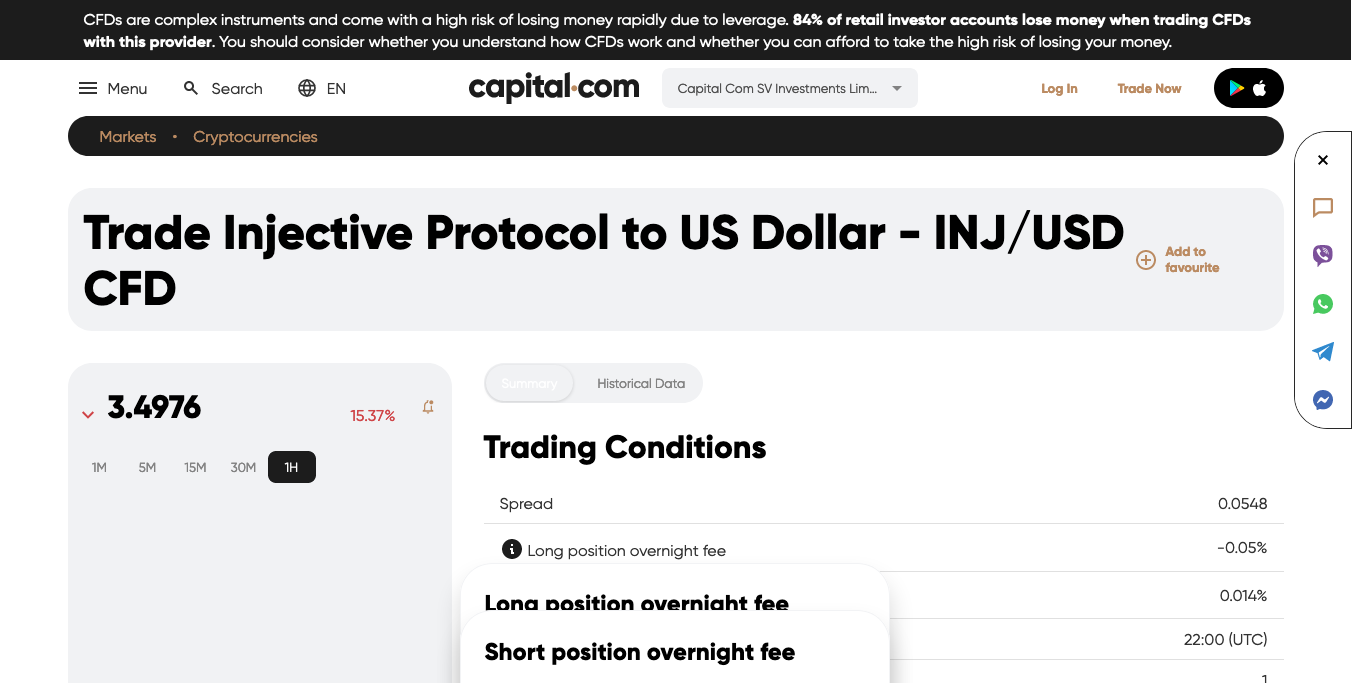 CFDs are complex instruments and come with a high risk of losing money rapidly due to leverage. 84% of retail investor accounts lose money when trading CFDs
with this provider. You should consider whether you understand how CFDs work and whether you can afford to take the high risk of losing your money.
Menu
Search
EN
capital.com
Capital Com SV Investments Lim...
Log In
Trade Now
Markets • Cryptocurrencies
Trade Injective Protocol to US Dollar - INJ/USD
CFD
Add to
favourite
3.4976
15.37%
1M
5M
15M
30M
1H
Summary
Historical Data
Trading Conditions
Spread 0.0548
Long position overnight fee -0.05%
Long position overnight fee
0.014%
22:00 (UTC)
Short position overnight fee
1